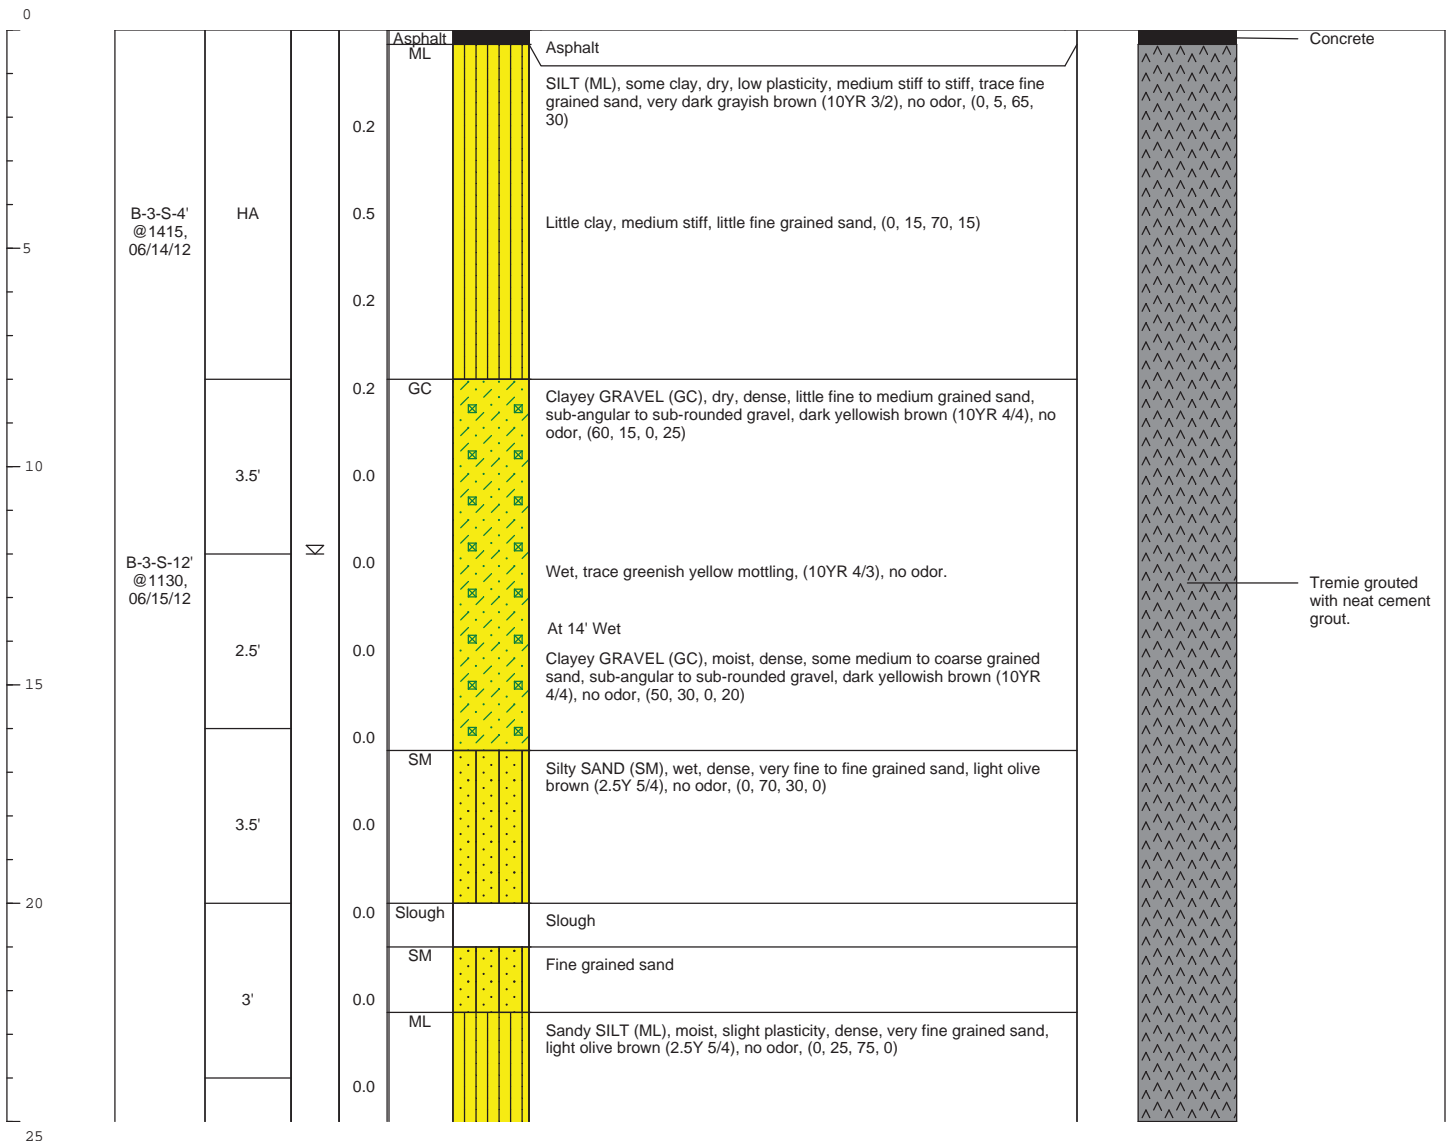 0
Asphalt
ML
Asphalt
Concrete
SILT (ML), some clay, dry, low plasticity, medium stiff to stiff, trace fine
grained sand, very dark grayish brown (10YR 3/2), no odor, (0, 5, 65,
30)
0.2
B-3-S-4'
@1415,
06/14/12
HA
0.5
Little clay, medium stiff, little fine grained sand, (0, 15, 70, 15)
5
0.2
0.2
GC
Clayey GRAVEL (GC), dry, dense, little fine to medium grained sand,
sub-angular to sub-rounded gravel, dark yellowish brown (10YR 4/4), no
odor, (60, 15, 0, 25)
10
3.5'
0.0
B-3-S-12'
@1130,
06/15/12
0.0
Wet, trace greenish yellow mottling, (10YR 4/3), no odor.
Tremie grouted
with neat cement
grout.
At 14' Wet
2.5'
0.0
Clayey GRAVEL (GC), moist, dense, some medium to coarse grained
sand, sub-angular to sub-rounded gravel, dark yellowish brown (10YR
4/4), no odor, (50, 30, 0, 20)
15
0.0
SM
Silty SAND (SM), wet, dense, very fine to fine grained sand, light olive
brown (2.5Y 5/4), no odor, (0, 70, 30, 0)
3.5'
0.0
20
0.0
Slough
Slough
SM
Fine grained sand
3'
0.0
ML
Sandy SILT (ML), moist, slight plasticity, dense, very fine grained sand,
light olive brown (2.5Y 5/4), no odor, (0, 25, 75, 0)
0.0
25